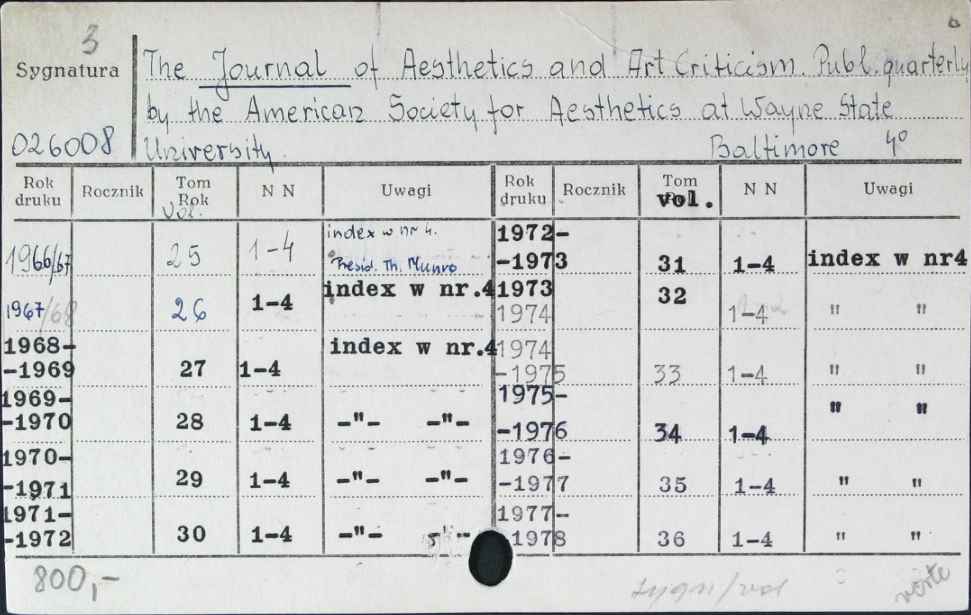 3
6
Sygnatura
026008
The Journal of Aesthetics and Art Criticism. Publ. quarterly
by the American Society for Aesthetics at Wayne State
University. Baltimore 4°
Rok druku Rocznik Tom Rok vol. N N Uwagi Rok druku Rocznik Tom vol. N N Uwagi
1966/67 25 1-4 index w nr 4. Presid. Th. Munro
1967/68 26 1-4 index w nr.4
1968-
-1969 27 1-4 index w nr.4
1969-
-1970 28 1-4 -"- -"-
1970-
-1971 29 1-4 -"- -"-
1971-
-1972 30 1-4 -"- -"-
1972-
-1973 31 1-4 index w nr4
1973
1974 32 1-4 " "
1974
-1975 33 1-4 " "
1975-
-1976 34 1-4 " "
1976-
-1977 35 1-4 " "
1977-
-1978 36 1-4 " "
800,-